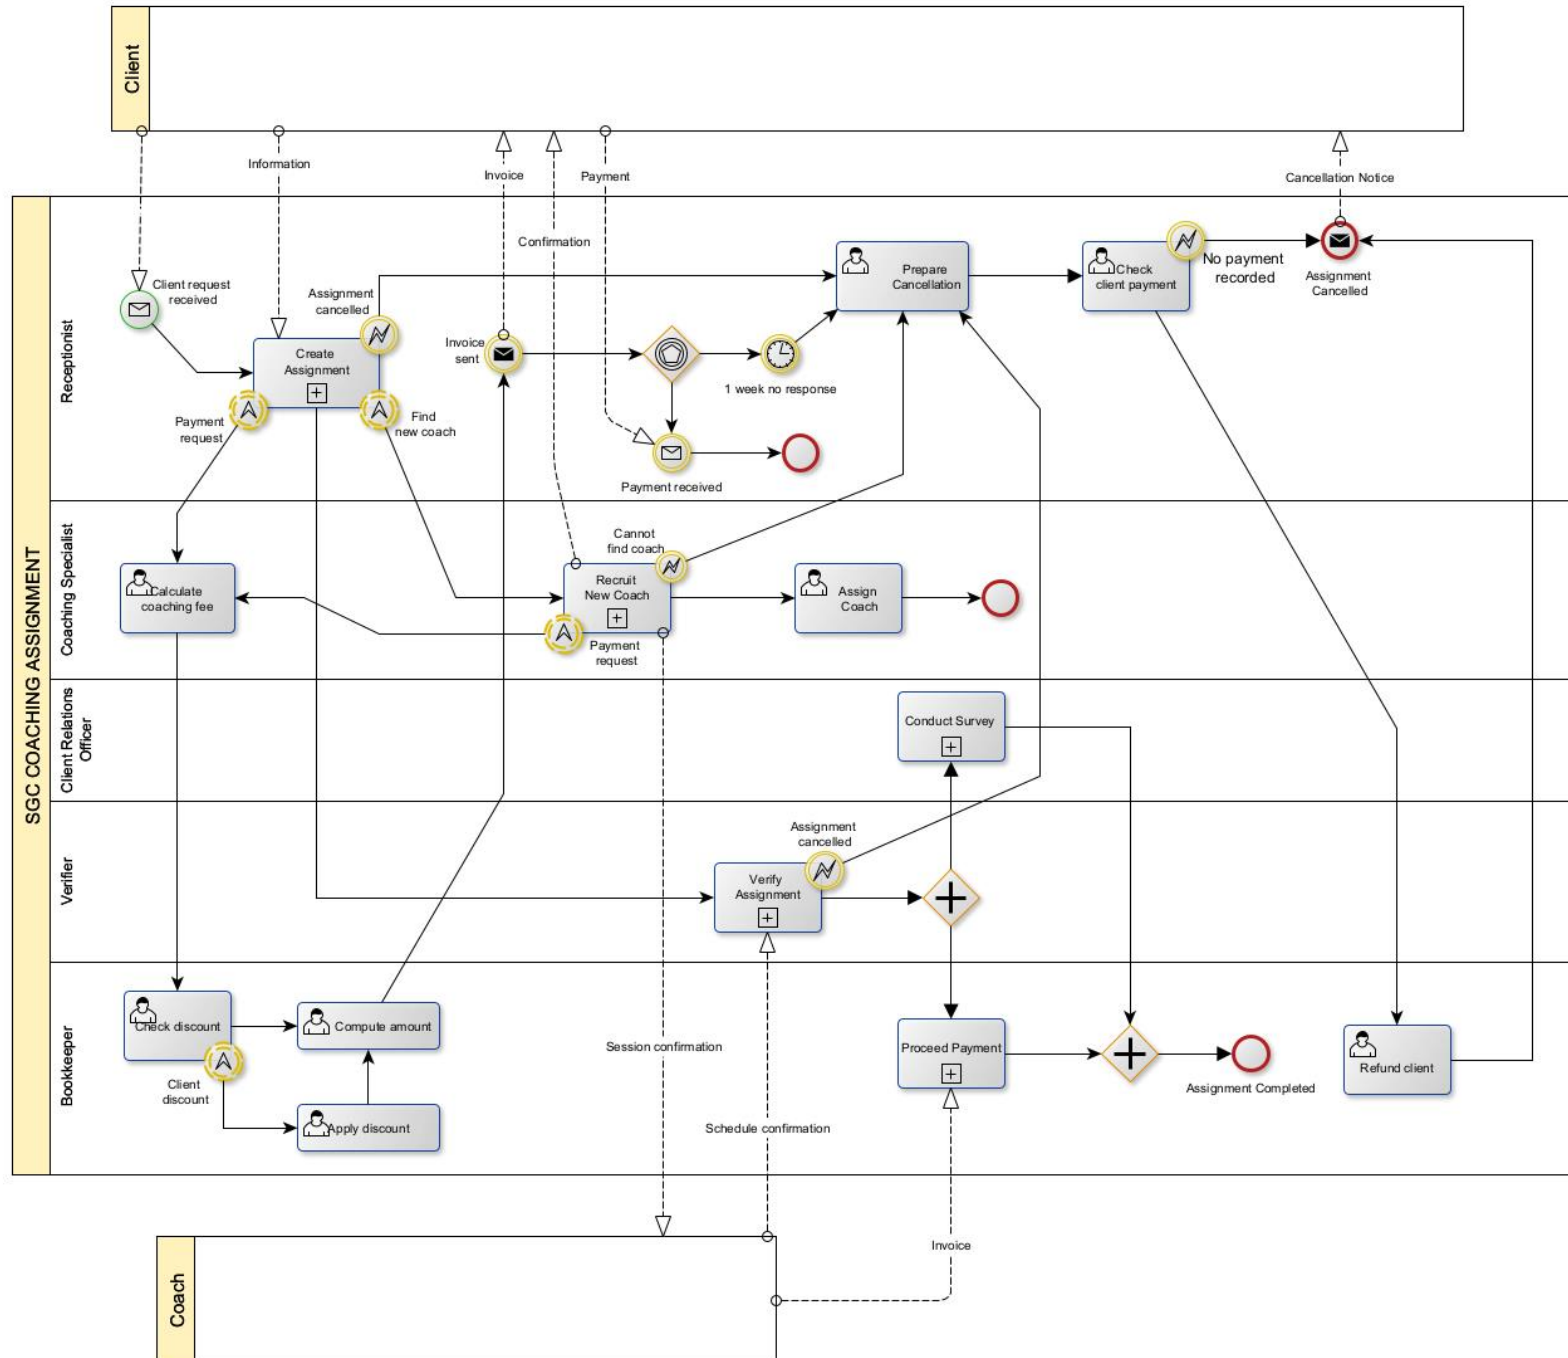 Client
Information
Invoice
Payment
Cancellation Notice
Confirmation
SGC COACHING ASSIGNMENT
Receptionist
Client request
received
Assignment
cancelled
Create
Assignment
Payment
request
Find
new coach
Invoice
sent
1 week no response
Payment received
Prepare
Cancellation
Check
client payment
No payment
recorded
Assignment
Cancelled
Coaching Specialist
Calculate
coaching fee
Cannot
find coach
Recruit
New Coach
Payment
request
Assign
Coach
Client Relations
Officer
Conduct Survey
Verifier
Assignment
cancelled
Verify
Assignment
Bookkeeper
Check discount
Compute amount
Client
discount
Apply discount
Session confirmation
Schedule confirmation
Proceed Payment
Assignment Completed
Refund client
Invoice
Coach